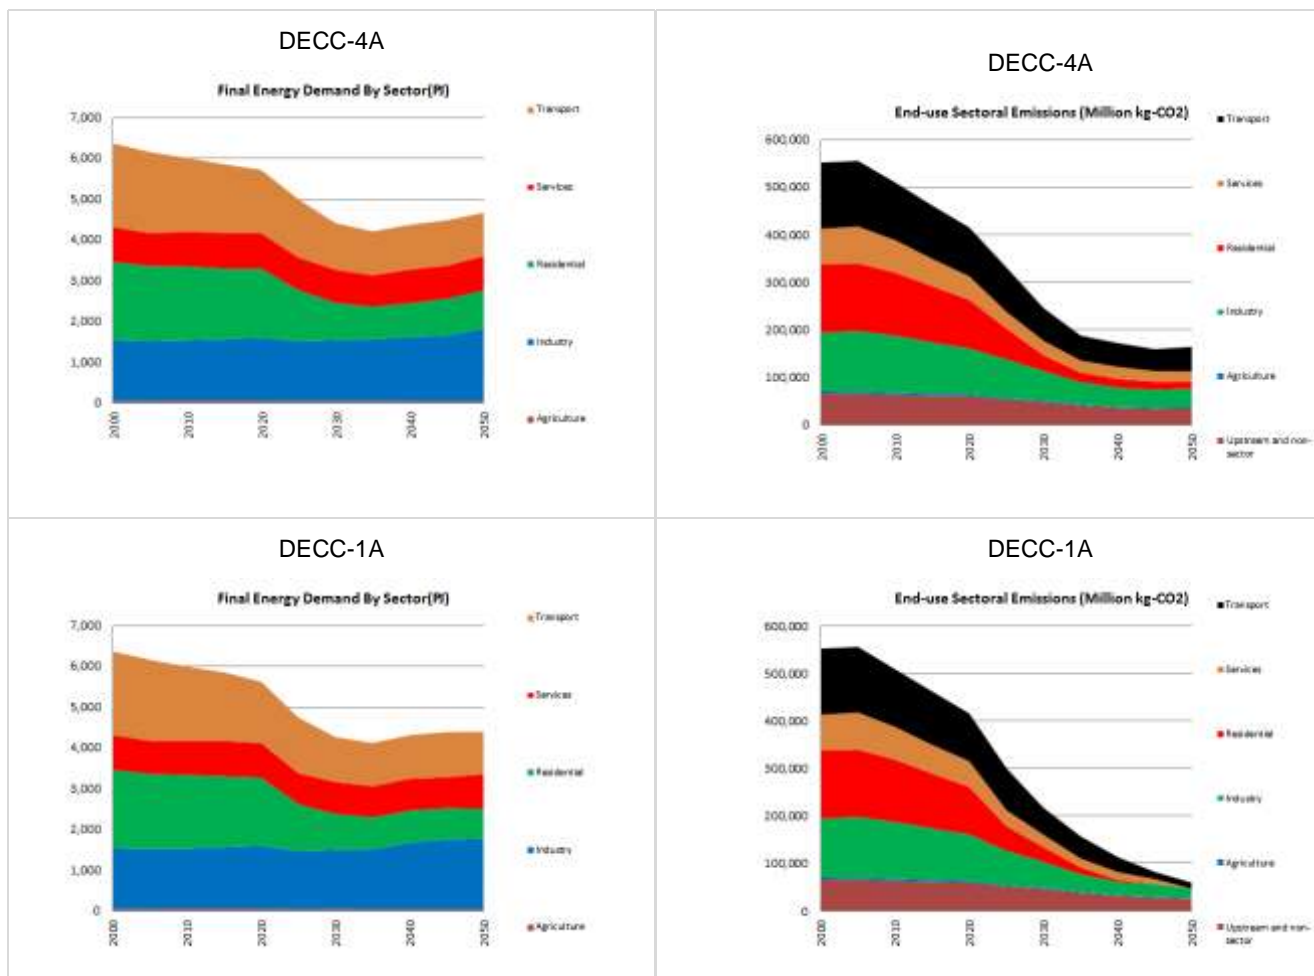 DECC-4A
Final Energy Demand By Sector(PJ)
7,000
6,000
5,000
4,000
3,000
2,000
1,000
0
2000
2010
2020
2030
2040
2050
Transport
Services
Residential
Industry
Agriculture
DECC-4A
End-use Sectoral Emissions (Million kg-CO2)
600,000
500,000
400,000
300,000
200,000
100,000
0
2000
2010
2020
2030
2040
2050
Transport
Services
Residential
Industry
Agriculture
Upstream and non-
sector
DECC-1A
Final Energy Demand By Sector(PJ)
7,000
6,000
5,000
4,000
3,000
2,000
1,000
0
2000
2010
2020
2030
2040
2050
Transport
Services
Residential
Industry
Agriculture
DECC-1A
End-use Sectoral Emissions (Million kg-CO2)
600,000
500,000
400,000
300,000
200,000
100,000
0
2000
2010
2020
2030
2040
2050
Transport
Services
Residential
Industry
Agriculture
Upstream and non-
sector